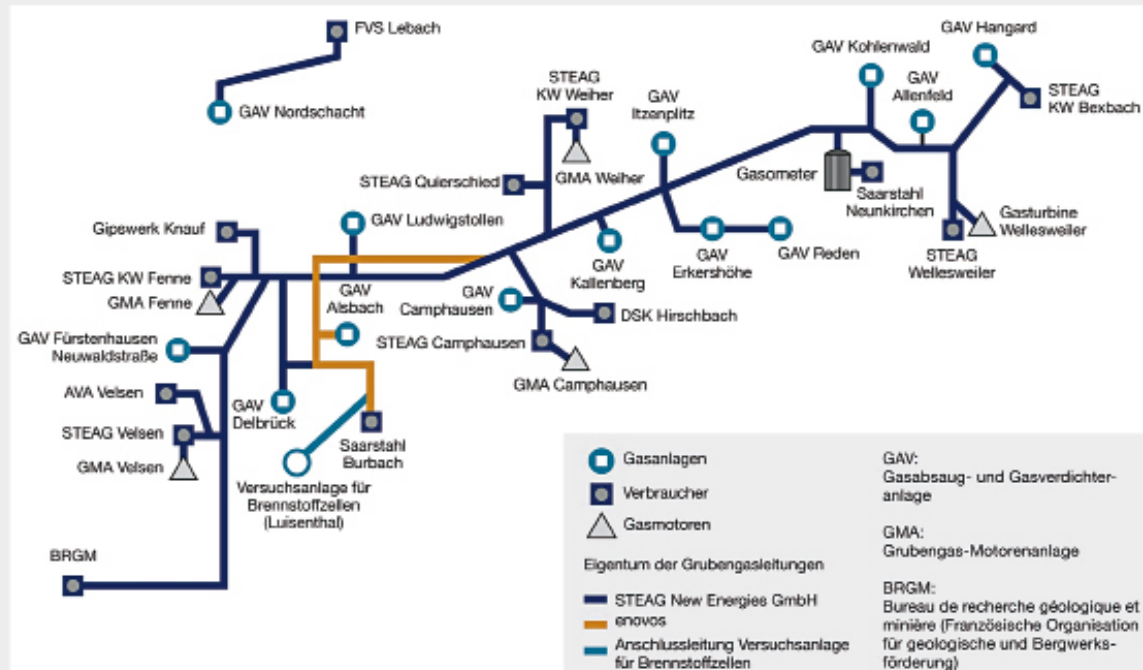 FVS Lebach
GAV Nordschacht
STEAG
KW Weiher
GMA Weiher
STEAG Quierschied
GAV
Itzenplitz
GAV Kohlenwald
GAV
Allenfeld
GAV Hangard
STEAG
KW Bexbach
Gasometer
Saarstahl
Neunkirchen
Gasturbine
Wellesweiler
STEAG
Wellesweiler
Gipswerk Knauf
GAV Ludwigstollen
STEAG KW Fenne
GMA Fenne
GAV
Alsbach
GAV
Camphausen
GAV
Kallenberg
GAV
Erkershöhe
GAV Reden
DSK Hirschbach
STEAG Camphausen
GMA Camphausen
GAV Fürstenhausen
Neuwaldstraße
AVA Velsen
STEAG Velsen
GMA Velsen
GAV
Delbrück
Saarstahl
Burbach
Versuchsanlage für
Brennstoffzellen
(Luisenthal)
BRGM
Gasanlagen
Verbraucher
Gasmotoren
Eigentum der Grubengasleitungen
STEAG New Energies GmbH
enovos
Anschlussleitung Versuchsanlage
für Brennstoffzellen
GAV:
Gasabsaug- und Gasverdichter-
anlage
GMA:
Grubengas-Motorenanlage
BRGM:
Bureau de recherche géologique et
minière (Französische Organisation
für geologische und Bergwerks-
förderung)